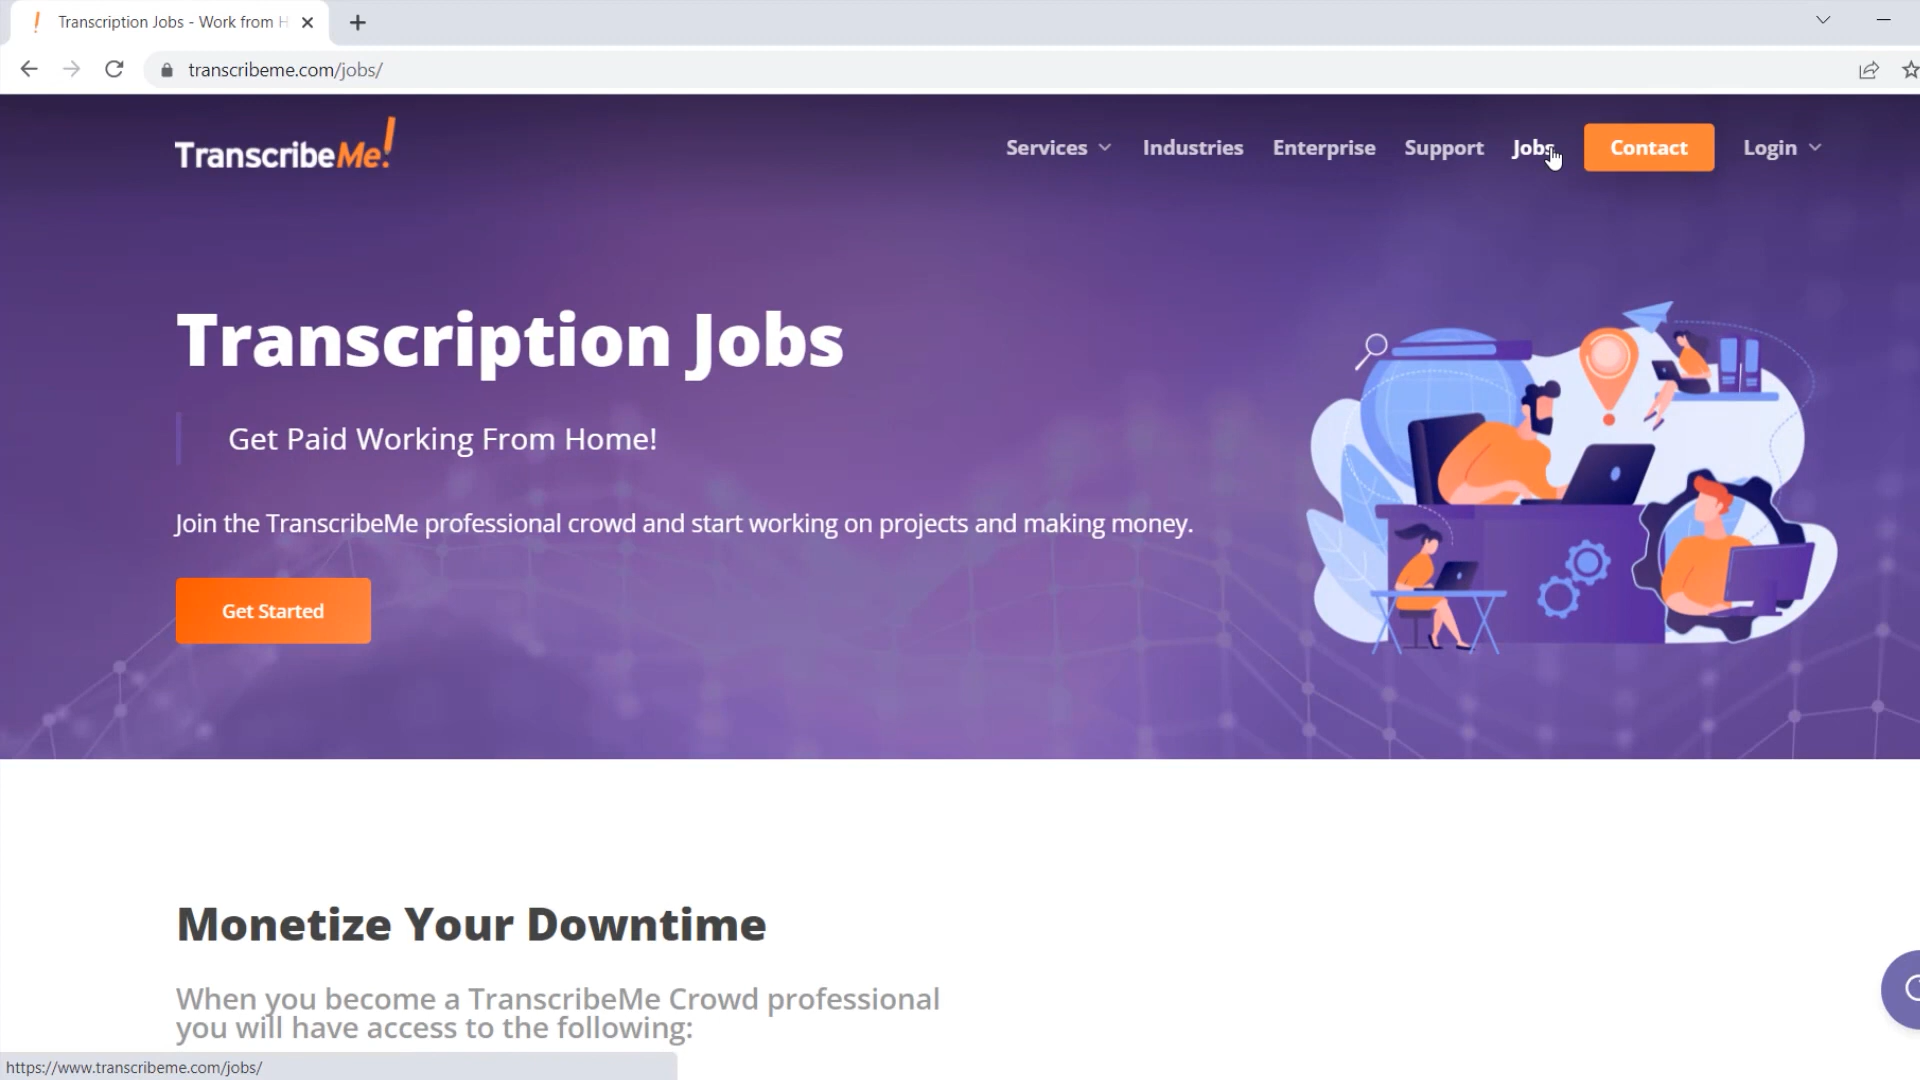 Transcription Jobs - Work from H
transcribeme.com/jobs/
TranscribeMe!
Services
Industries
Enterprise
Support
Jobs
Contact
Login
Transcription Jobs
Get Paid Working From Home!
Join the TranscribeMe professional crowd and start working on projects and making money.
Get Started
Monetize Your Downtime
When you become a TranscribeMe Crowd professional
you will have access to the following:
https://www.transcribeme.com/jobs/